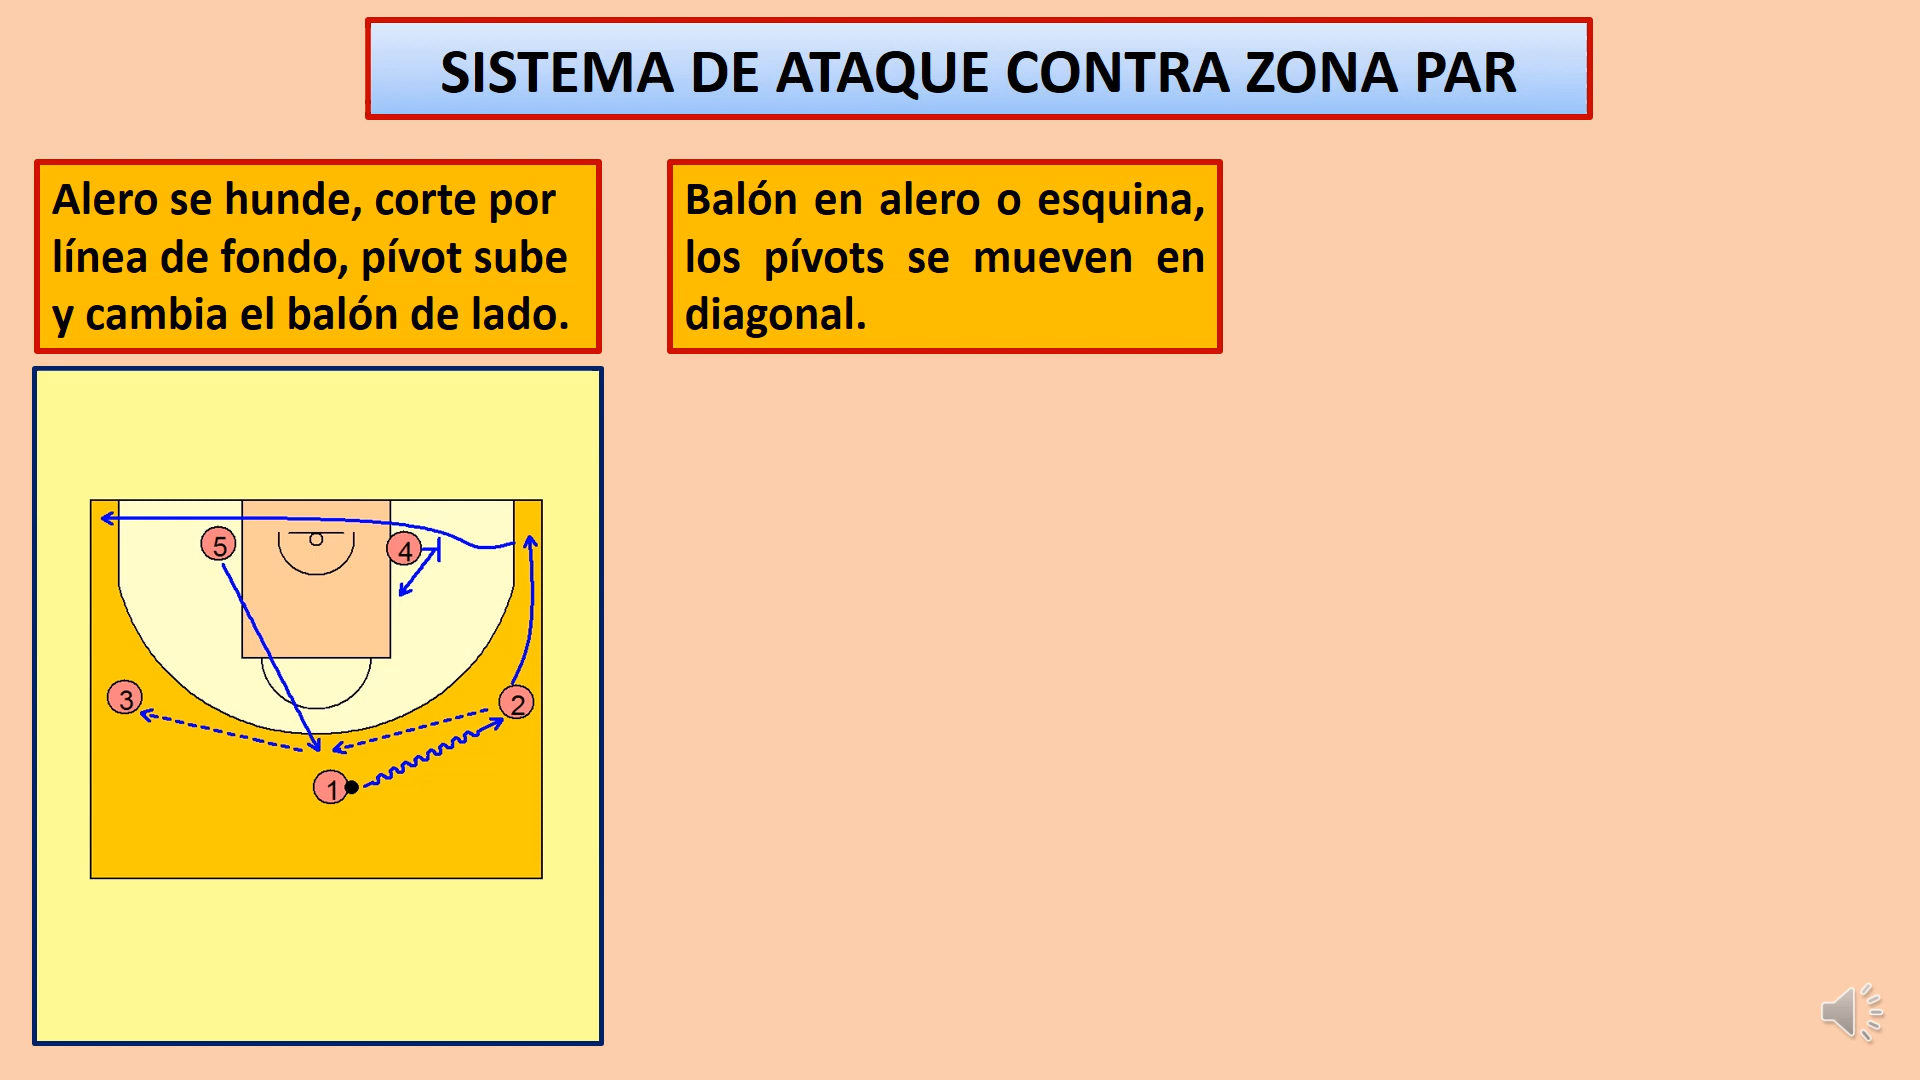 SISTEMA DE ATAQUE CONTRA ZONA PAR
Alero se hunde, corte por
línea de fondo, pívot sube
y cambia el balón de lado.
Balón en alero o esquina,
los pívots se mueven en
diagonal.
5
4
3
2
1